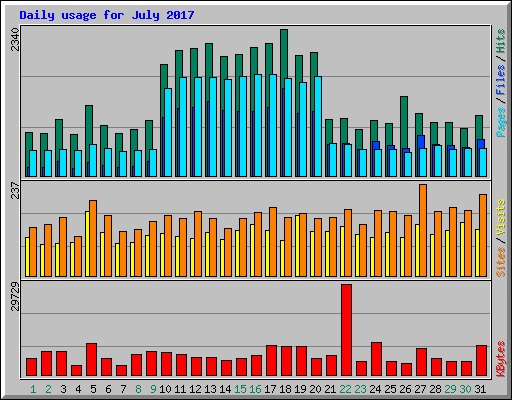 Daily usage for July 2017
2340
Pages / Files / Hits
237
Sites / Visits
29729
KBytes
1 2 3 4 5 6 7 8 9 10 11 12 13 14 15 16 17 18 19 20 21 22 23 24 25 26 27 28 29 30 31